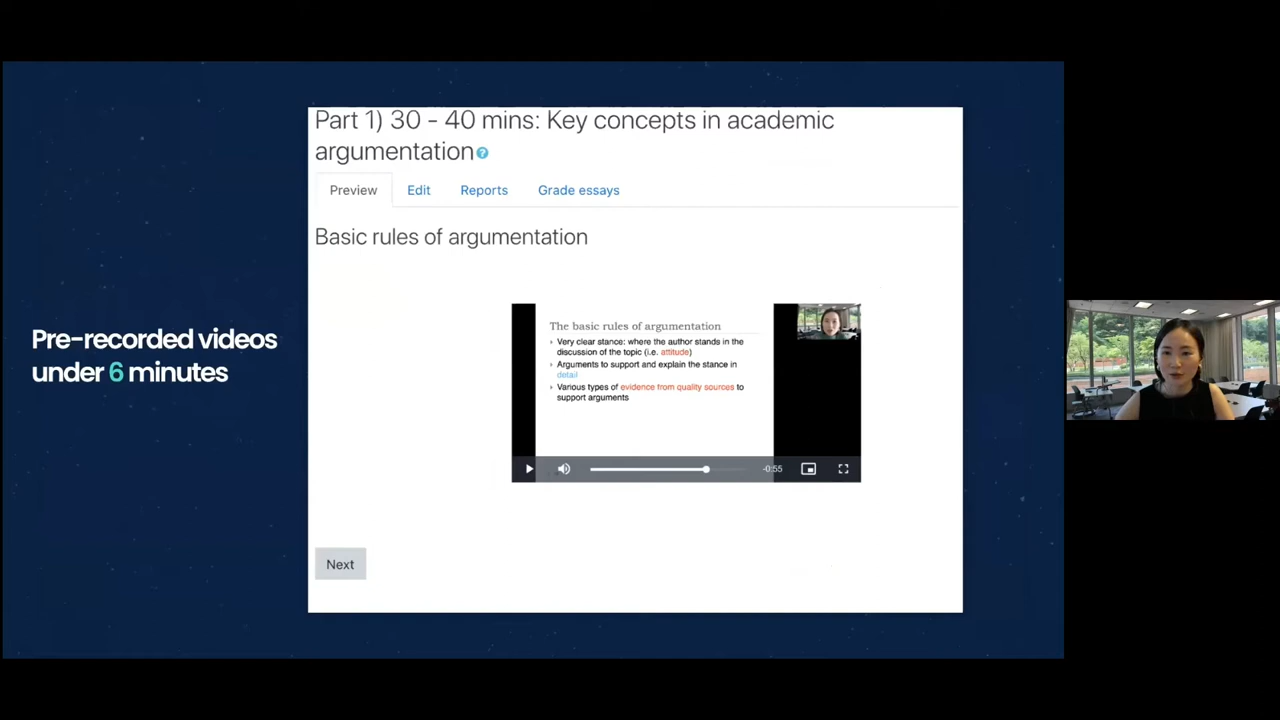 Pre-recorded videos
under 6 minutes
Part 1) 30 - 40 mins: Key concepts in academic
argumentation ?
Preview
Edit
Reports
Grade essays
Basic rules of argumentation
The basic rules of argumentation
Very clear stance: where the author stands in the
discussion of the topic (i.e. attitude)
Arguments to support and explain the stance in
detail
Various types of evidence from quality sources to
support arguments
-0:55
Next